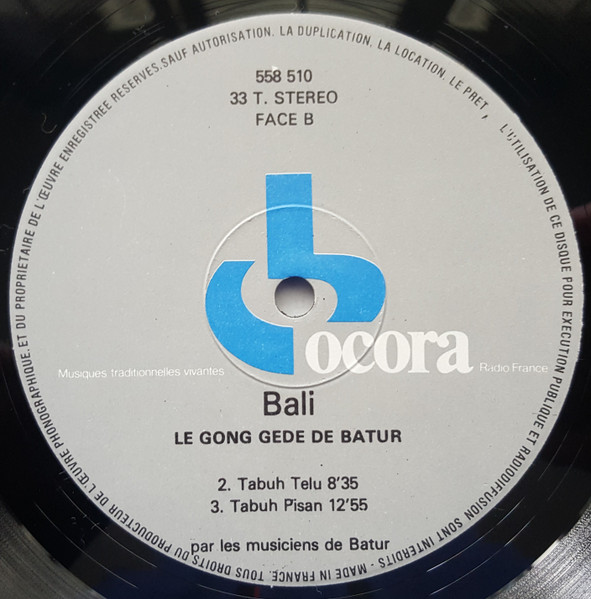 558 510
33 T. STEREO
FACE B
ocora
Musiques traditionnelles vivantes
Radio France
Bali
LE GONG GEDE DE BATUR
2. Tabuh Telu 8'35
3. Tabuh Pisan 12'55
par les musiciens de Batur
TOUS DROITS DU PRODUCTEUR DE L'ŒUVRE PHONOGRAPHIQUE. ET DU PROPRIETAIRE DE L'ŒUVRE ENREGISTREE RESERVES. SAUF AUTORISATION. LA DUPLICATION, LA LOCATION, LE PRET, L'UTILISATION DE CE DISQUE POUR EXECUTION PUBLIQUE ET RADIODIFFUSION SONT INTERDITS - MADE IN FRANCE.